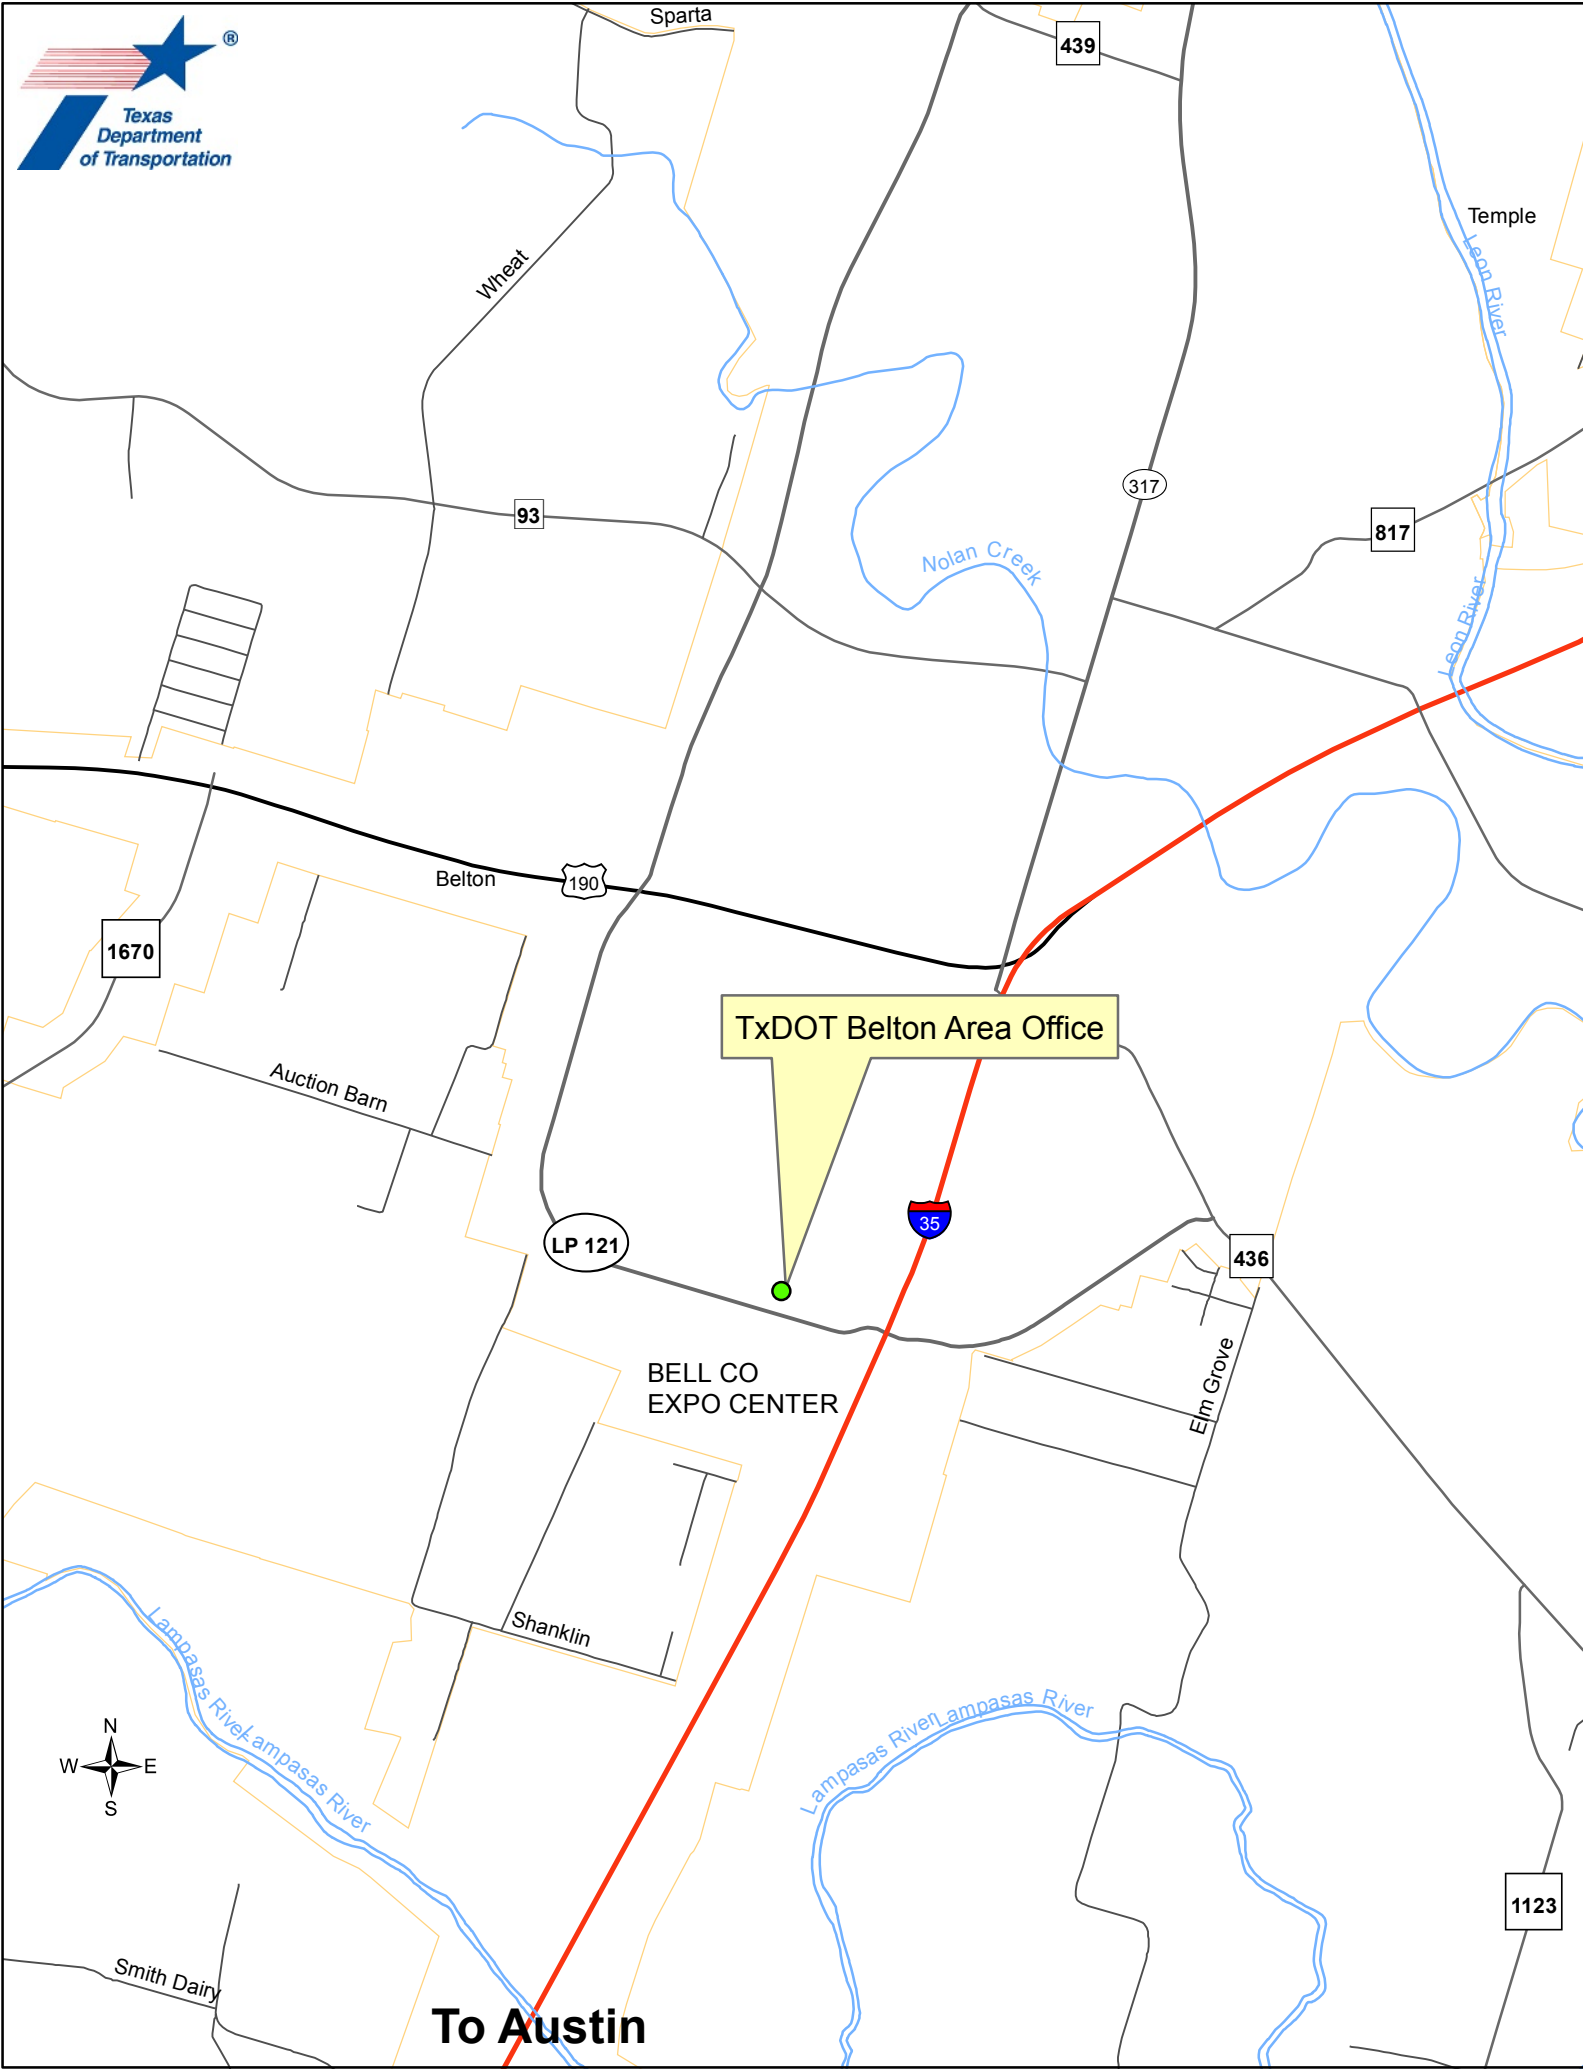 Sparta
439
®
Texas
Department
of Transportation
Temple
Leon River
Wheat
317
93
817
Nolan Creek
Leon River
Belton
190
1670
TxDOT Belton Area Office
Auction Barn
35
LP 121
436
BELL CO
EXPO CENTER
Elm Grove
Shanklin
Lampasas River
Lampasas River
Lampasas River
Lampasas River
N
W E
S
1123
Smith Dairy
To Austin